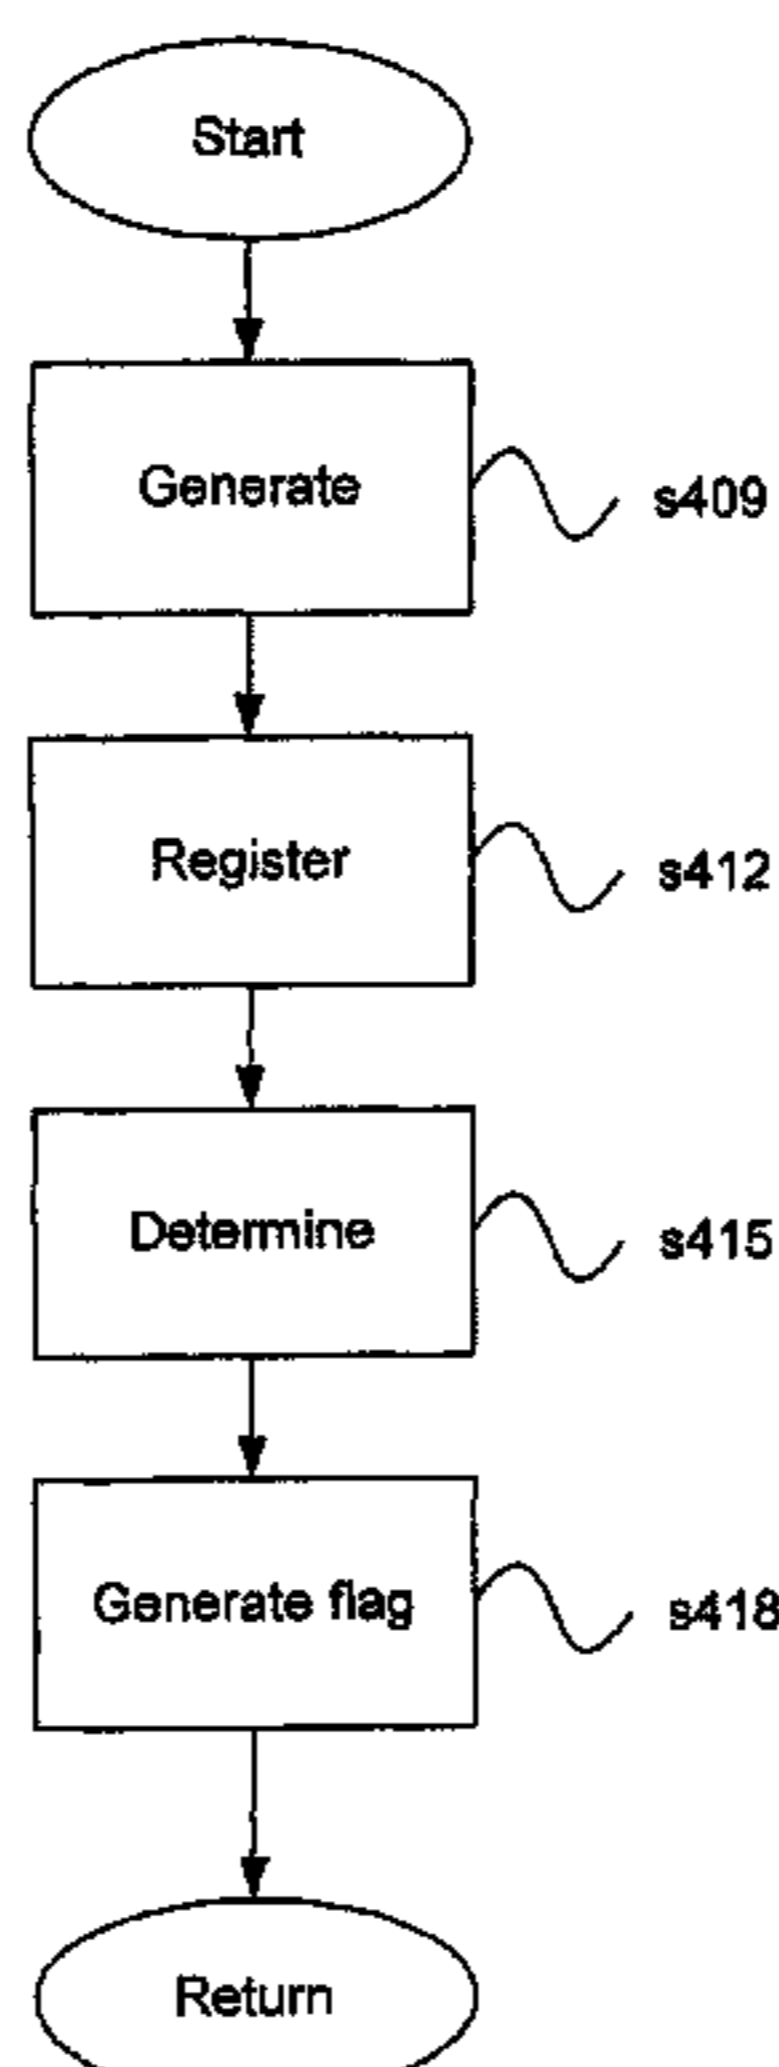 Start
Generate
s409
Register
s412
Determine
s415
Generate flag
s418
Return